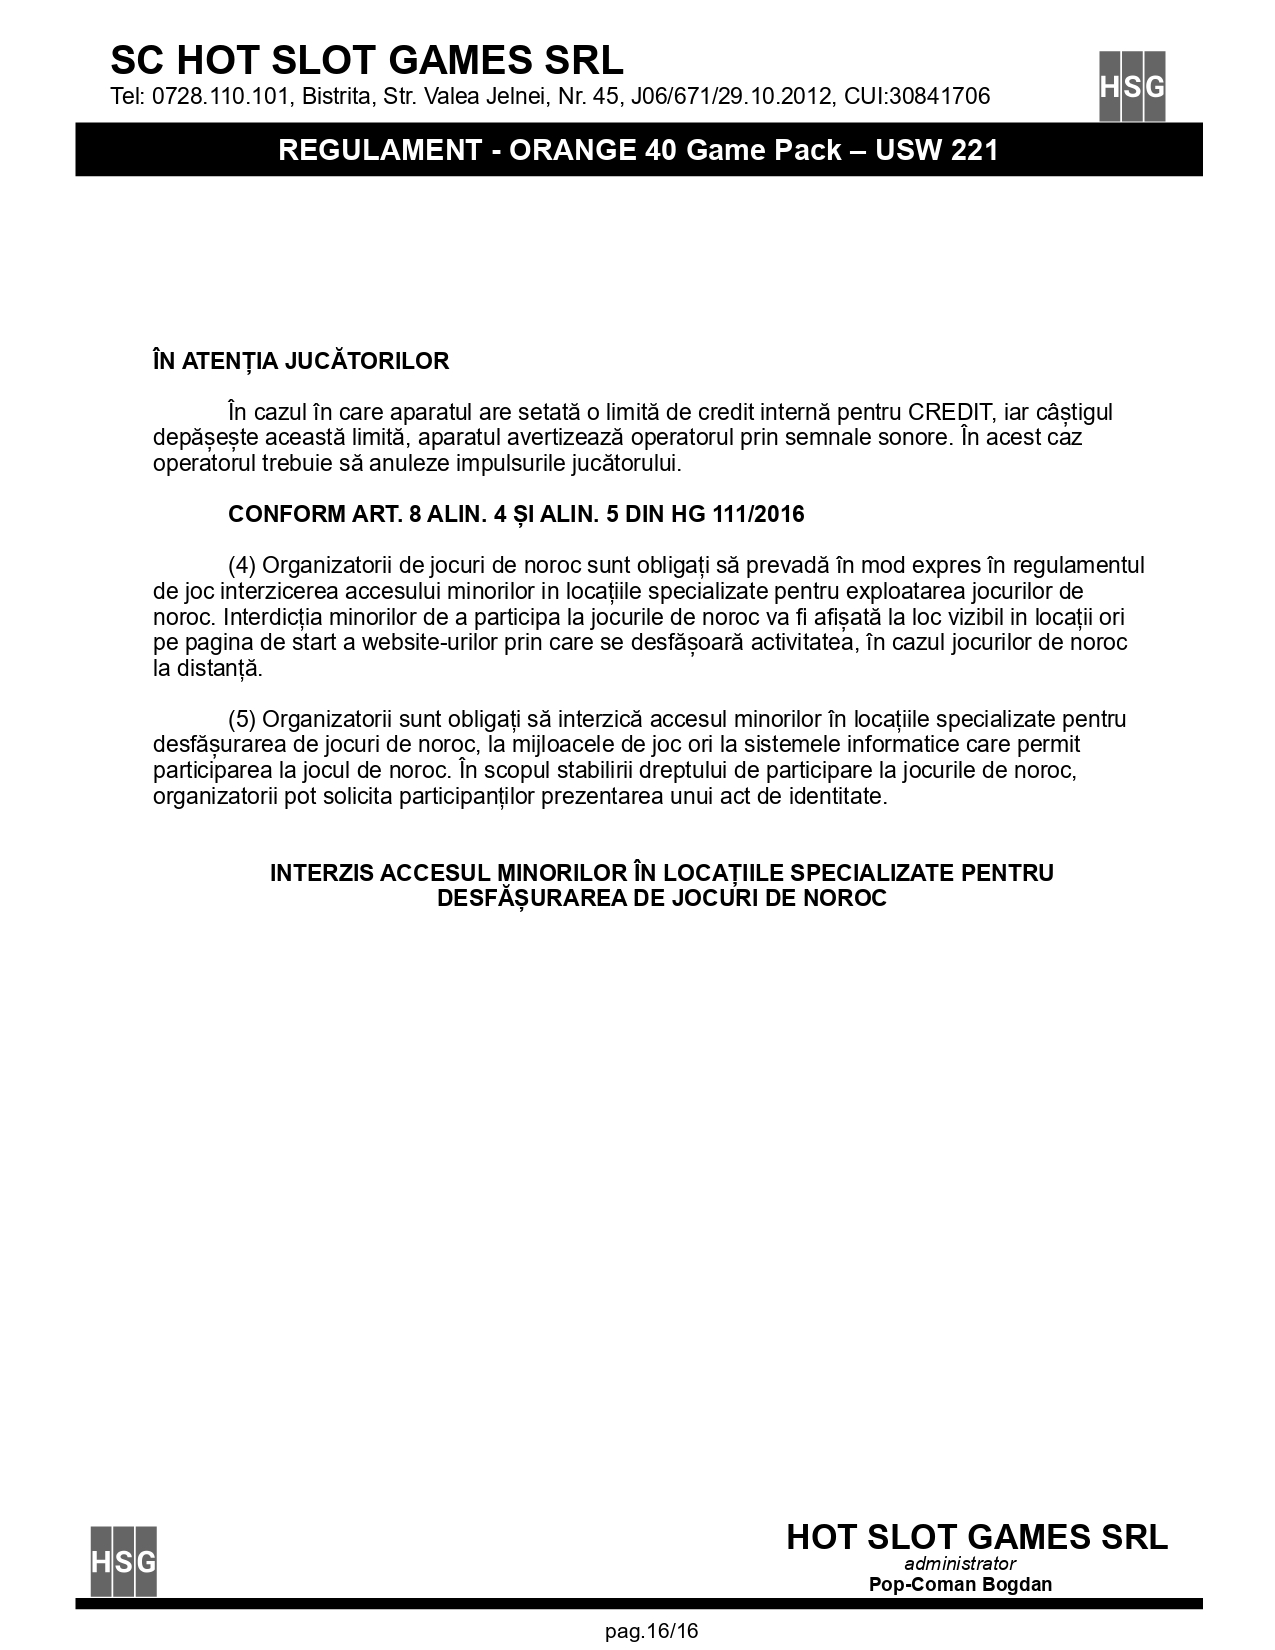 SC HOT SLOT GAMES SRL
Tel: 0728.110.101, Bistrita, Str. Valea Jelnei, Nr. 45, J06/671/29.10.2012, CUI:30841706
HSG
REGULAMENT - ORANGE 40 Game Pack – USW 221
ÎN ATENȚIA JUCĂTORILOR
În cazul în care aparatul are setată o limită de credit internă pentru CREDIT, iar câștigul
depășește această limită, aparatul avertizează operatorul prin semnale sonore. În acest caz
operatorul trebuie să anuleze impulsurile jucătorului.
CONFORM ART. 8 ALIN. 4 ȘI ALIN. 5 DIN HG 111/2016
(4) Organizatorii de jocuri de noroc sunt obligați să prevadă în mod expres în regulamentul
de joc interzicerea accesului minorilor in locațiile specializate pentru exploatarea jocurilor de
noroc. Interdicția minorilor de a participa la jocurile de noroc va fi afișată la loc vizibil in locații ori
pe pagina de start a website-urilor prin care se desfășoară activitatea, în cazul jocurilor de noroc
la distanță.
(5) Organizatorii sunt obligați să interzică accesul minorilor în locațiile specializate pentru
desfășurarea de jocuri de noroc, la mijloacele de joc ori la sistemele informatice care permit
participarea la jocul de noroc. În scopul stabilirii dreptului de participare la jocurile de noroc,
organizatorii pot solicita participanților prezentarea unui act de identitate.
INTERZIS ACCESUL MINORILOR ÎN LOCAȚIILE SPECIALIZATE PENTRU
DESFĂȘURAREA DE JOCURI DE NOROC
HSG
HOT SLOT GAMES SRL
administrator
Pop-Coman Bogdan
pag.16/16